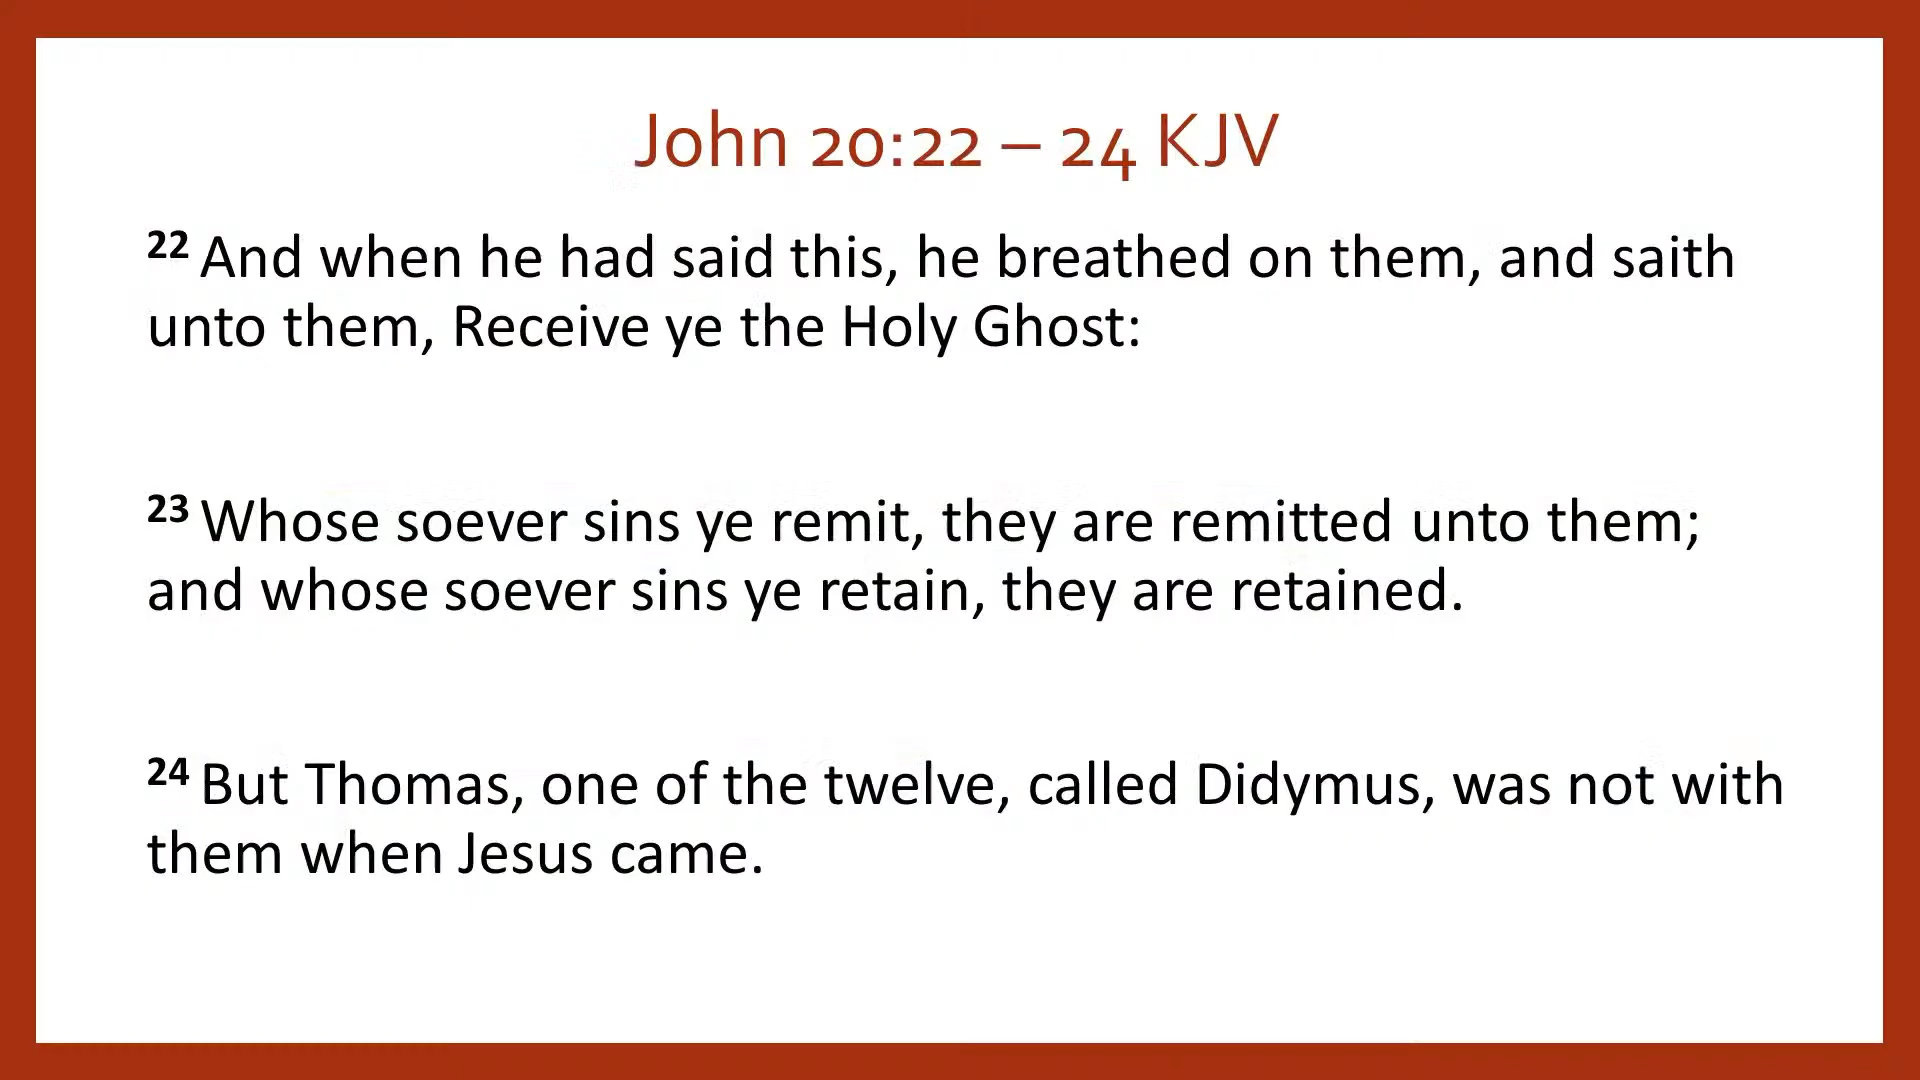 John 20:22 – 24 KJV
22 And when he had said this, he breathed on them, and saith
unto them, Receive ye the Holy Ghost:
23 Whose soever sins ye remit, they are remitted unto them;
and whose soever sins ye retain, they are retained.
24 But Thomas, one of the twelve, called Didymus, was not with
them when Jesus came.